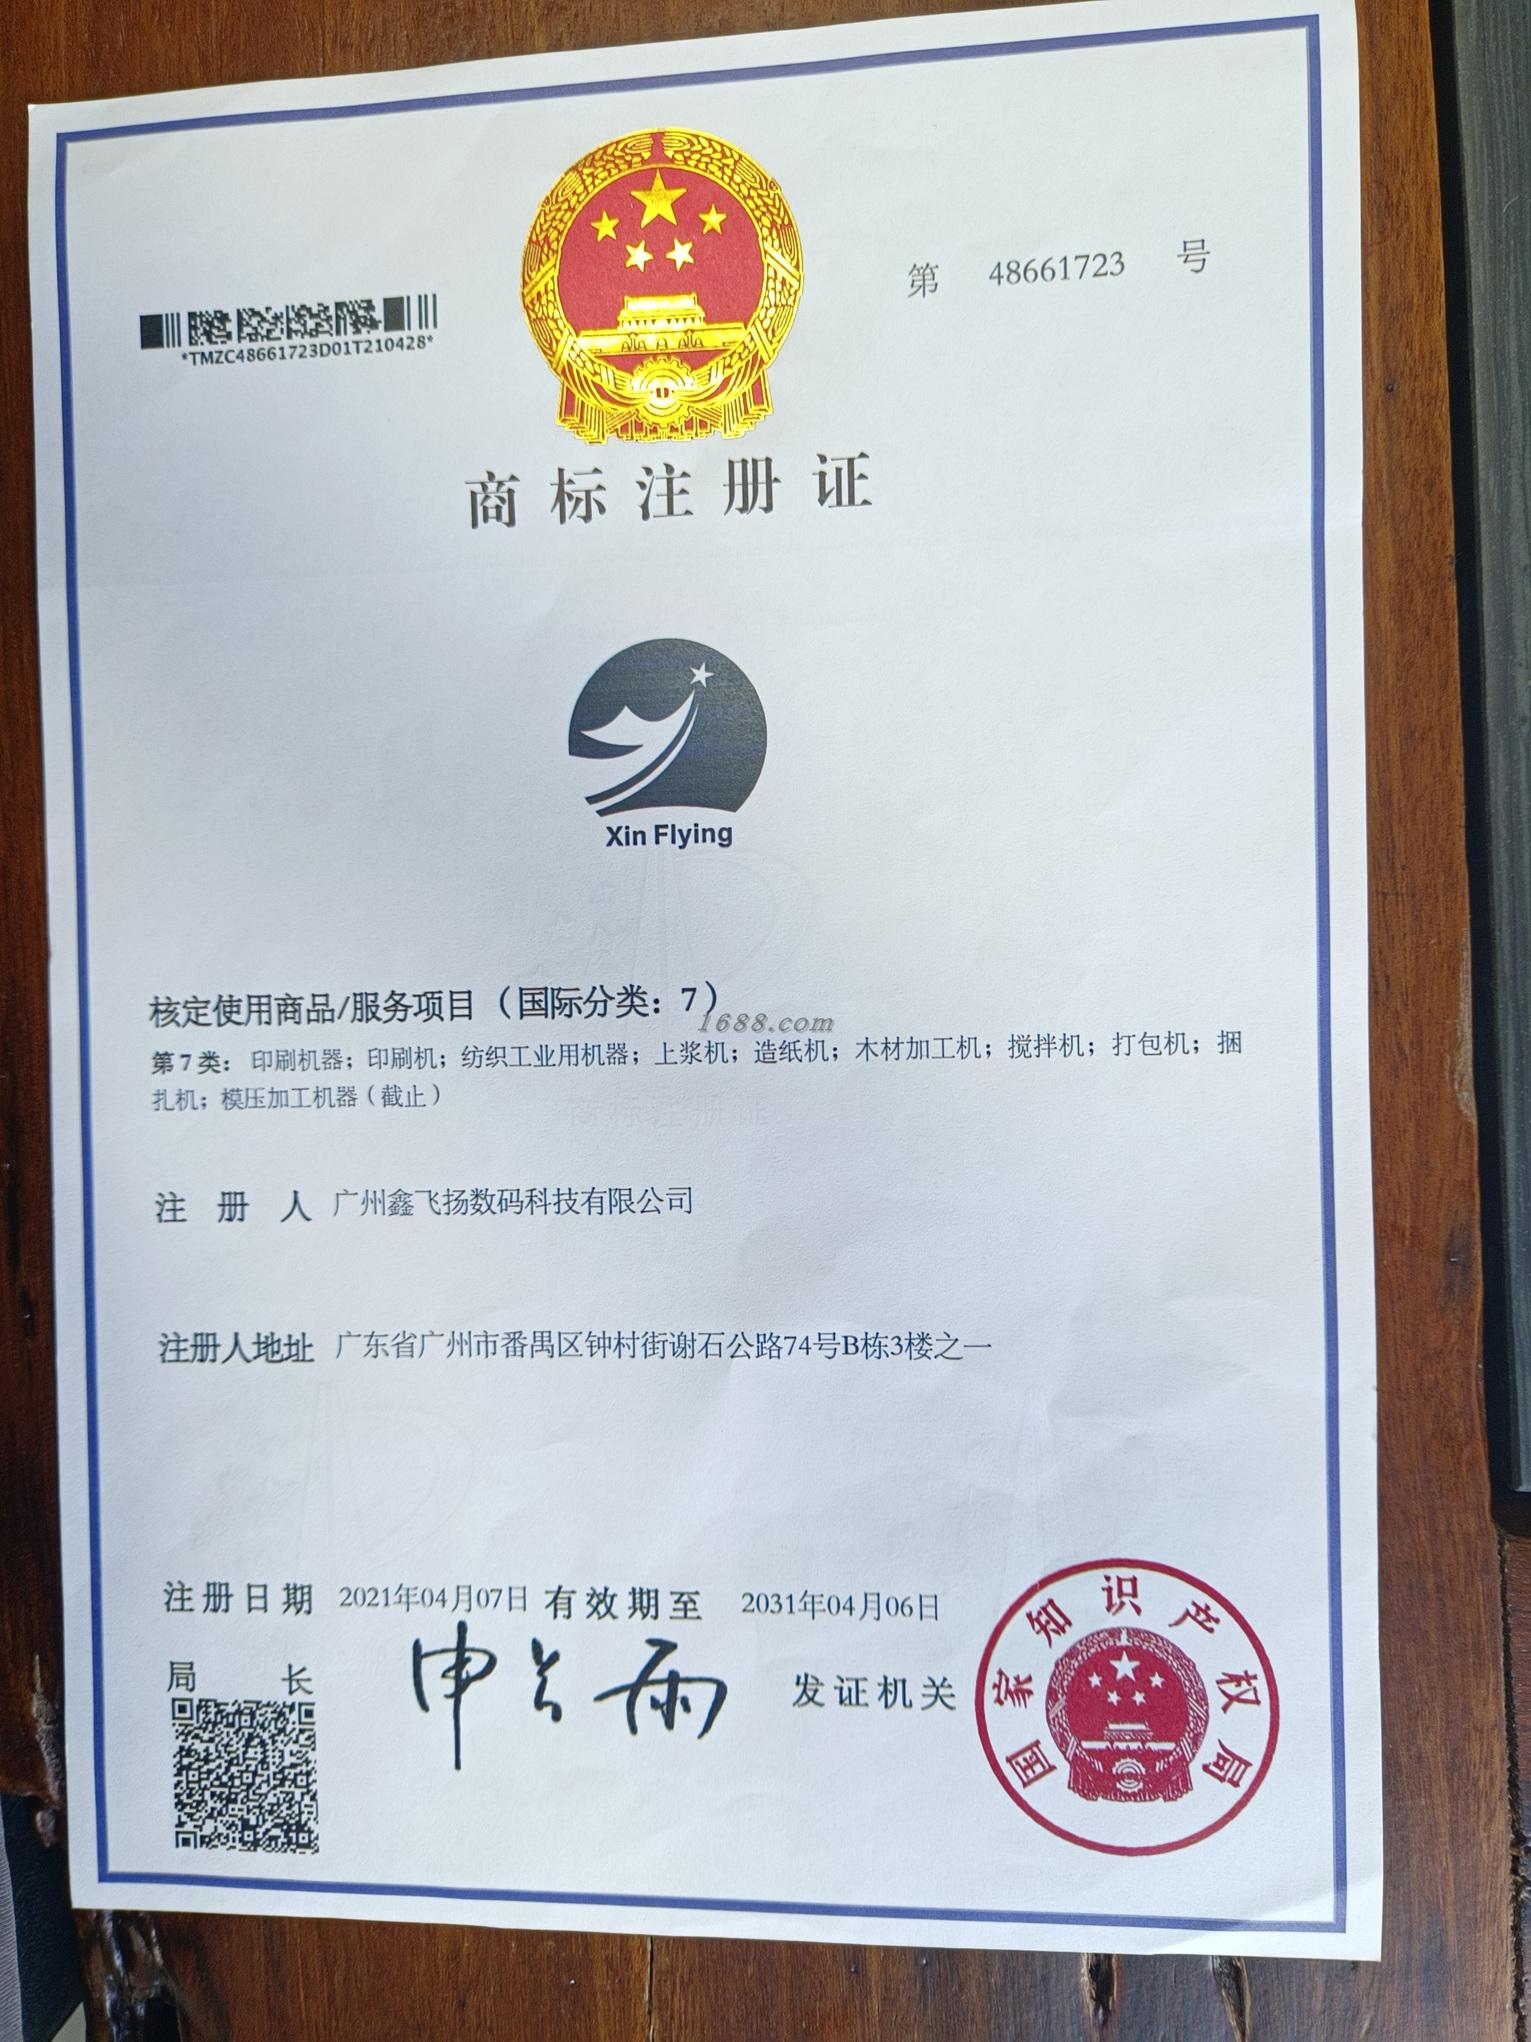 第 48661723 号
*TMZC48661723D01T210428*
商标注册证
Xin Flying
核定使用商品/服务项目（国际分类：7）
1688.com
第7类：印刷机器；印刷机；纺织工业用机器；上浆机；造纸机；木材加工机；搅拌机；打包机；捆
扎机；模压加工机器（截止）
商标注册证
注册人 广州鑫飞扬数码科技有限公司
注册人地址 广东省广州市番禺区钟村街谢石公路74号B栋3楼之一
注册日期 2021年04月07日 有效期至 2031年04月06日
局长 申长雨 发证机关
国家知识产权局